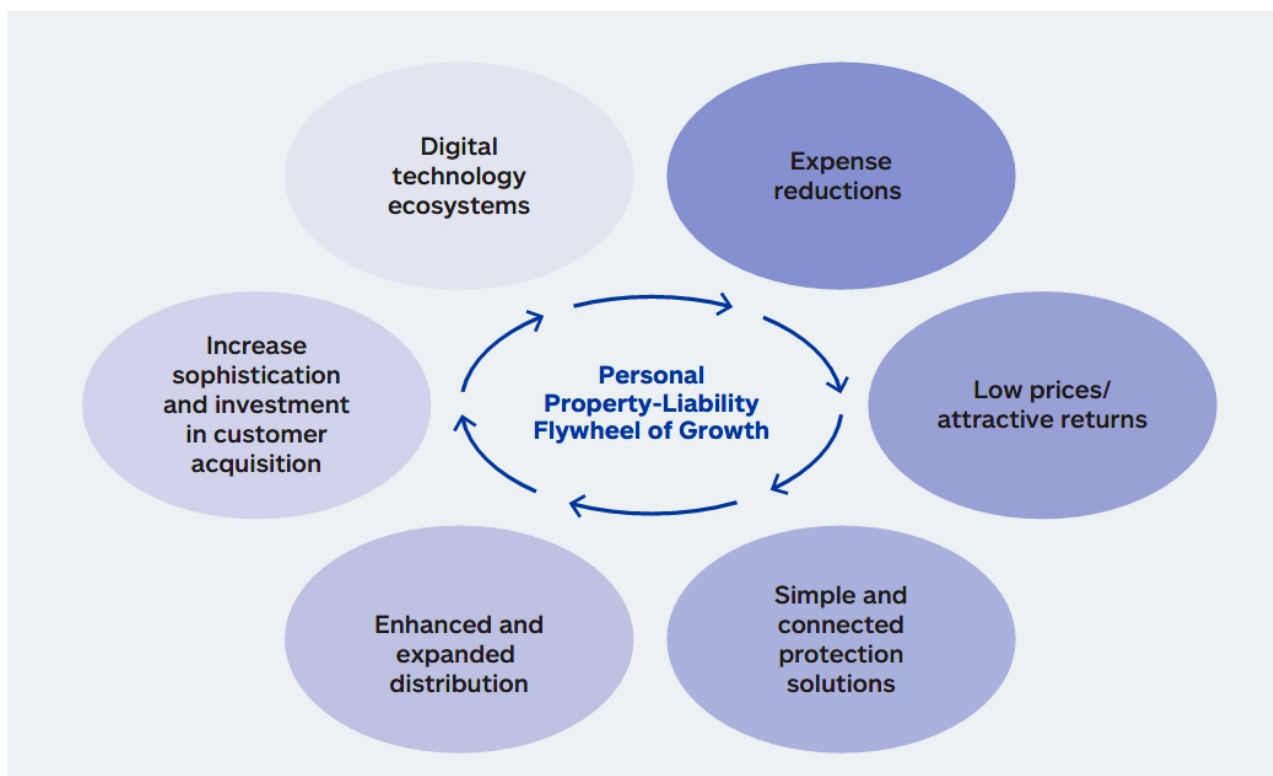 Digital
technology
ecosystems
Expense
reductions
Increase
sophistication
and investment
in customer
acquisition
Personal
Property-Liability
Flywheel of Growth
Low prices/
attractive returns
Enhanced and
expanded
distribution
Simple and
connected
protection
solutions